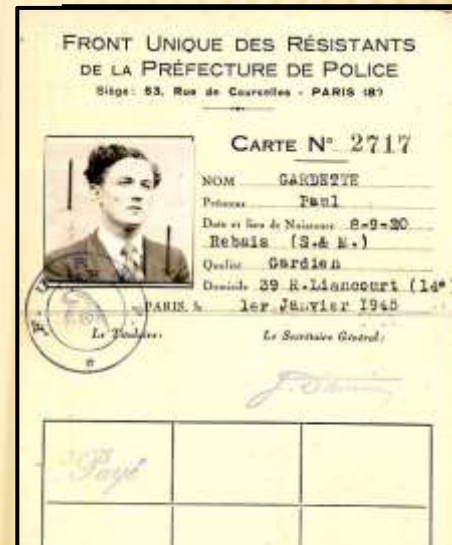 FRONT UNIQUE DES RÉSISTANTS
DE LA PRÉFECTURE DE POLICE
Siège: 53, Rue de Courcelles - PARIS (8?)
CARTE N° 2717
NOM GARDETTE
Prénoms Paul
Date et lieu de Naissance 8-9-20
Rebais (S.& M.)
Qualité Gardien
Domicile 39 R.Liancourt (14e)
PARIS, le 1er Janvier 1945
Le Titulaire: Le Secrétaire Général:
Payé